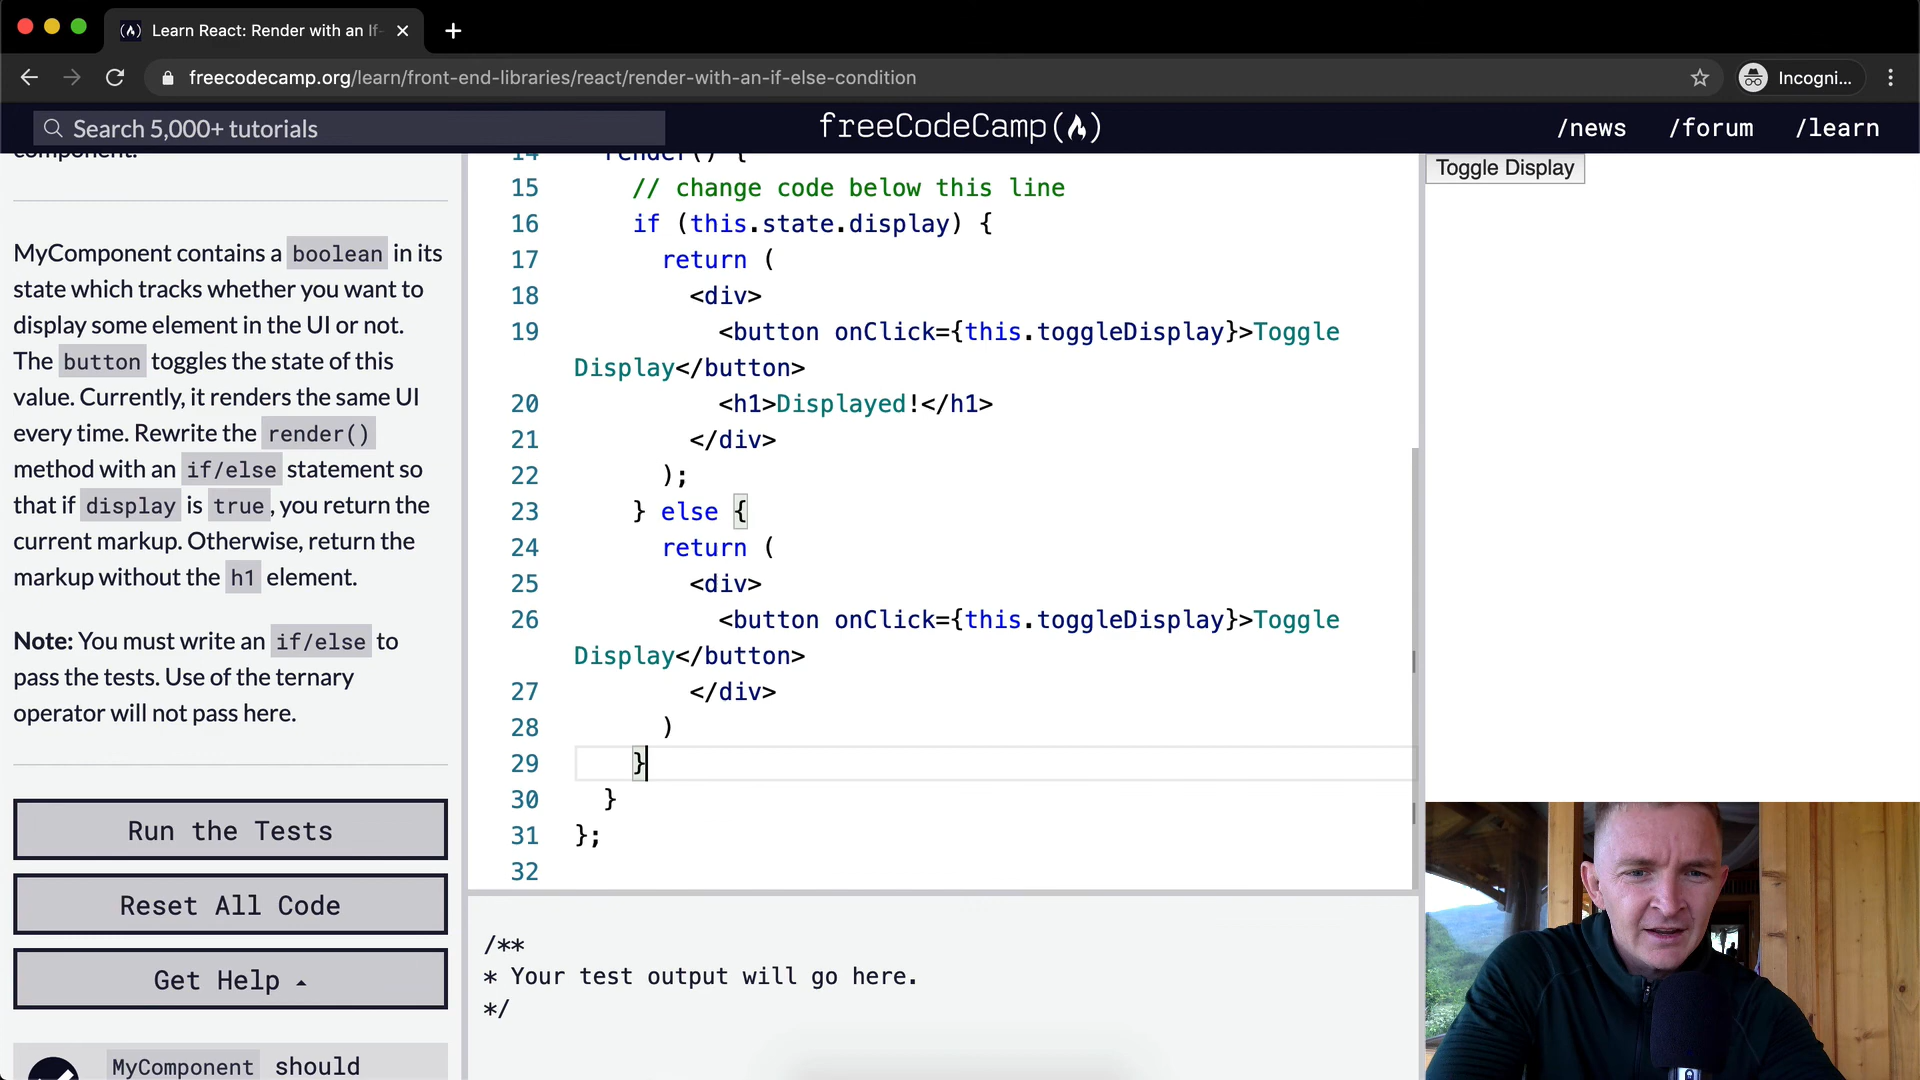 Learn React: Render with an If-
freecodecamp.org/learn/front-end-libraries/react/render-with-an-if-else-condition
Incogni...
Search 5,000+ tutorials
freeCodeCamp
/news /forum /learn
component.
MyComponent contains a boolean in its
state which tracks whether you want to
display some element in the UI or not.
The button toggles the state of this
value. Currently, it renders the same UI
every time. Rewrite the render()
method with an if/else statement so
that if display is true, you return the
current markup. Otherwise, return the
markup without the h1 element.
Note: You must write an if/else to
pass the tests. Use of the ternary
operator will not pass here.
Run the Tests
Reset All Code
Get Help
MyComponent should
14 render() {
15 // change code below this line
16 if (this.state.display) {
17 return (
18 <div>
19 <button onClick={this.toggleDisplay}>Toggle
Display</button>
20 <h1>Displayed!</h1>
21 </div>
22 );
23 } else {
24 return (
25 <div>
26 <button onClick={this.toggleDisplay}>Toggle
Display</button>
27 </div>
28 )
29 }
30 }
31 };
32
/**
* Your test output will go here.
*/
Toggle Display